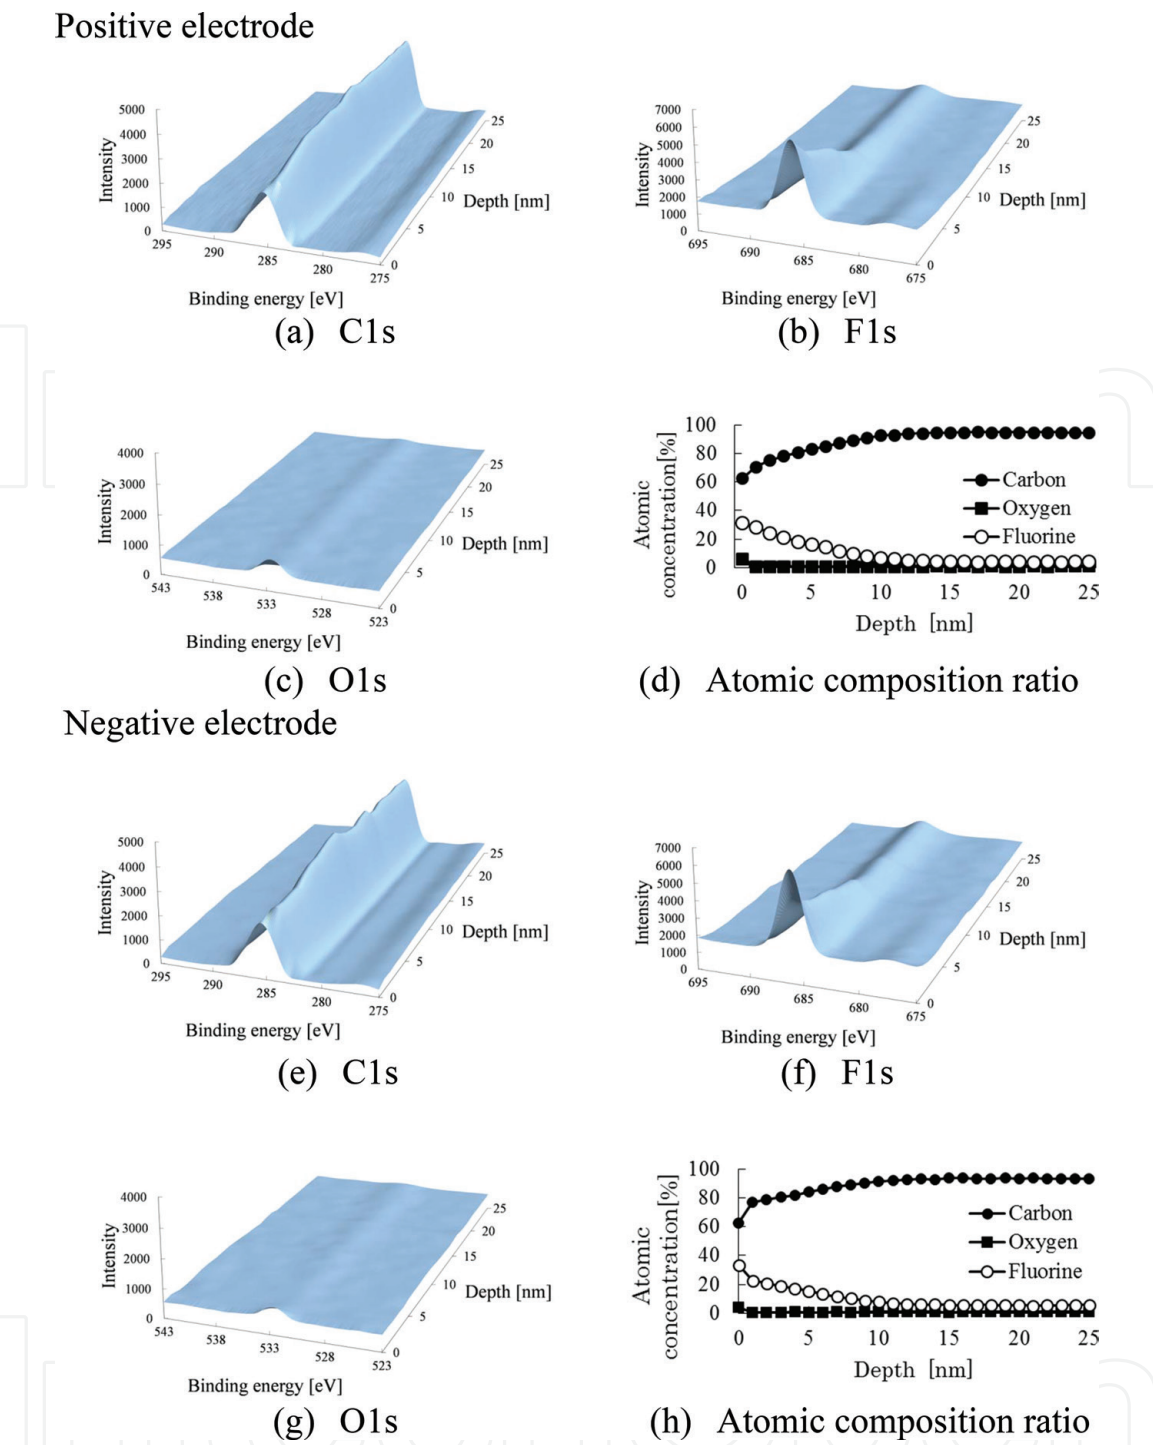 Positive electrode
5000
4000
3000
2000
1000
0
Intensity
295
290
285
280
275
Binding energy [eV]
0
5
10
15
20
25
Depth [nm]
(a) C1s
7000
6000
5000
4000
3000
2000
1000
0
Intensity
695
690
685
680
675
Binding energy [eV]
0
5
10
15
20
25
Depth [nm]
(b) F1s
4000
3000
2000
1000
0
Intensity
543
538
533
528
523
Binding energy [eV]
0
5
10
15
20
25
Depth [nm]
(c) O1s
100
80
60
40
20
0
Atomic
concentration[%]
Carbon
Oxygen
Fluorine
0 5 10 15 20 25
Depth [nm]
(d) Atomic composition ratio
Negative electrode
5000
4000
3000
2000
1000
0
Intensity
295
290
285
280
275
Binding energy [eV]
0
5
10
15
20
25
Depth [nm]
(e) C1s
7000
6000
5000
4000
3000
2000
1000
0
Intensity
695
690
685
680
675
Binding energy [eV]
0
5
10
15
20
25
Depth [nm]
(f) F1s
4000
3000
2000
1000
0
Intensity
543
538
533
528
523
Binding energy [eV]
0
5
10
15
20
25
Depth [nm]
(g) O1s
100
80
60
40
20
0
Atomic
concentration[%]
Carbon
Oxygen
Fluorine
0 5 10 15 20 25
Depth [nm]
(h) Atomic composition ratio